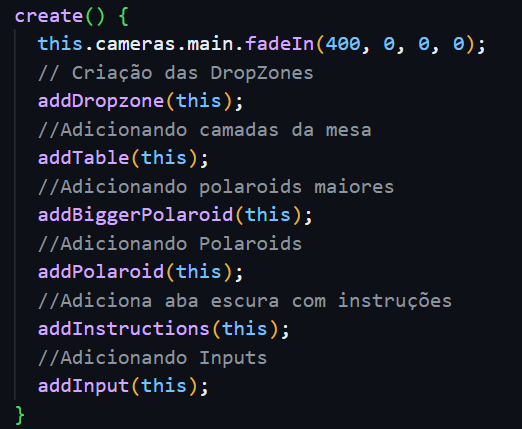 create() {
this.cameras.main.fadeIn(400, 0, 0, 0);
// Criação das DropZones
addDropzone(this);
//Adicionando camadas da mesa
addTable(this);
//Adicionando polaroids maiores
addBiggerPolaroid(this);
//Adicionando Polaroids
addPolaroid(this);
//Adiciona aba escura com instruções
addInstructions(this);
//Adicionando Inputs
addInput(this);
}